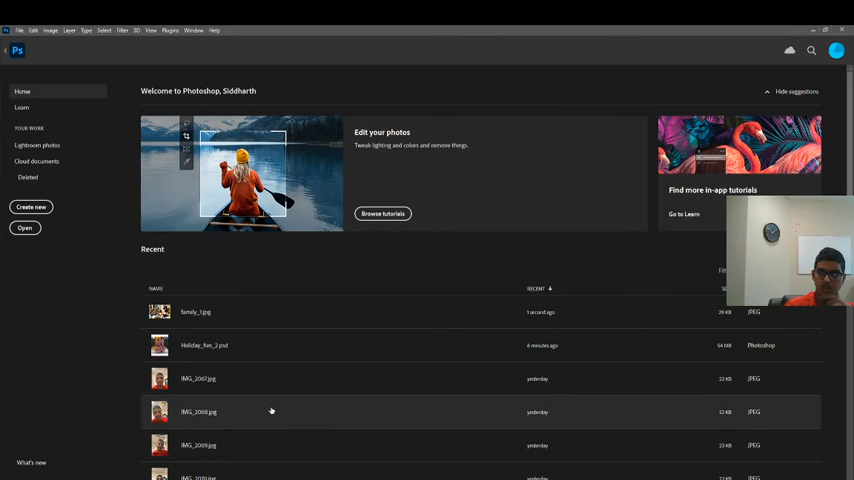 Ps File Edit Image Layer Type Select Filter 3D View Plugins Window Help
Ps
Home
Learn
YOUR WORK
Lightroom photos
Cloud documents
Deleted
Create new
Open
What's new
Welcome to Photoshop, Siddharth
Hide suggestions
Edit your photos
Tweak lighting and colors and remove things.
Browse tutorials
Find more in-app tutorials
Go to Learn
Recent
NAME RECENT
family_1.jpg 1 second ago 29 KB JPEG
Holiday_fun_2.psd 6 minutes ago 54 MB Photoshop
IMG_2067.jpg yesterday 22 KB JPEG
IMG_2068.jpg yesterday 32 KB JPEG
IMG_2069.jpg yesterday 23 KB JPEG